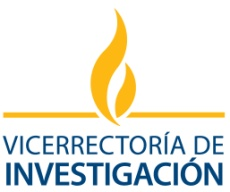 VICERRECTORÍA DE
INVESTIGACIÓN